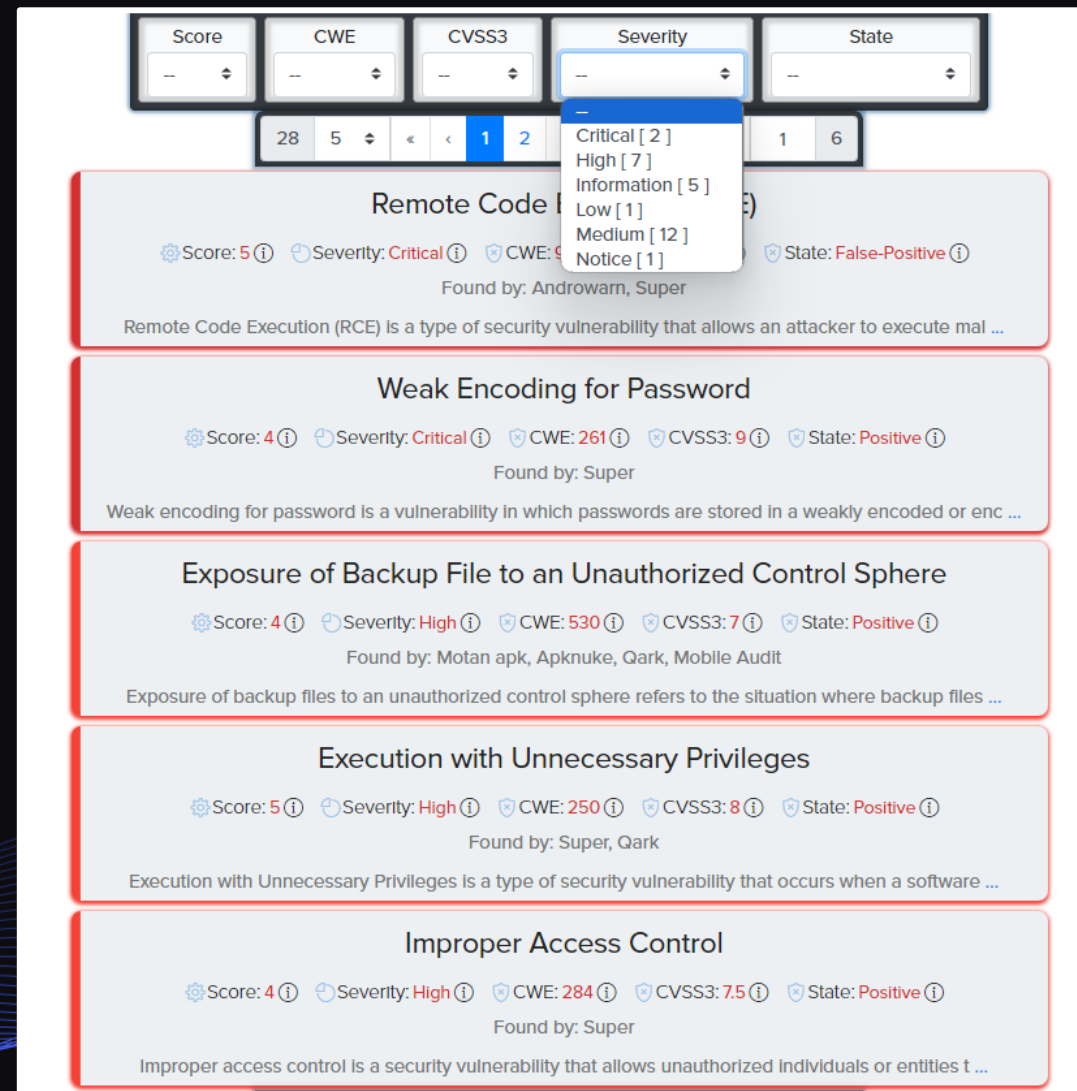 Score CWE CVSS3 Severity State
-- -- -- -- --
--
28 5 « ‹ 1 2 1 6
Critical [ 2 ]
High [ 7 ]
Information [ 5 ]
Low [ 1 ]
Medium [ 12 ]
Notice [ 1 ]
Remote Code
Score: 5 Severity: Critical CWE: State: False-Positive
Found by: Androwarn, Super
Remote Code Execution (RCE) is a type of security vulnerability that allows an attacker to execute mal ...
Weak Encoding for Password
Score: 4 Severity: Critical CWE: 261 CVSS3: 9 State: Positive
Found by: Super
Weak encoding for password is a vulnerability in which passwords are stored in a weakly encoded or enc ...
Exposure of Backup File to an Unauthorized Control Sphere
Score: 4 Severity: High CWE: 530 CVSS3: 7 State: Positive
Found by: Motan apk, Apknuke, Qark, Mobile Audit
Exposure of backup files to an unauthorized control sphere refers to the situation where backup files ...
Execution with Unnecessary Privileges
Score: 5 Severity: High CWE: 250 CVSS3: 8 State: Positive
Found by: Super, Qark
Execution with Unnecessary Privileges is a type of security vulnerability that occurs when a software ...
Improper Access Control
Score: 4 Severity: High CWE: 284 CVSS3: 7.5 State: Positive
Found by: Super
Improper access control is a security vulnerability that allows unauthorized individuals or entities t ...